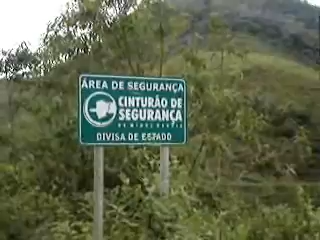 ÁREA DE SEGURANÇA
CINTURÃO DE
SEGURANÇA
DIVISA DE ESTADO